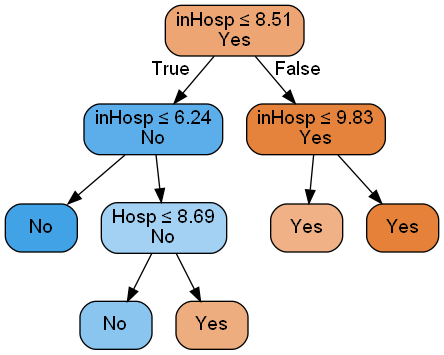 inHosp ≤ 8.51
Yes
True
False
inHosp ≤ 6.24
No
inHosp ≤ 9.83
Yes
No
Hosp ≤ 8.69
No
Yes
Yes
No
Yes